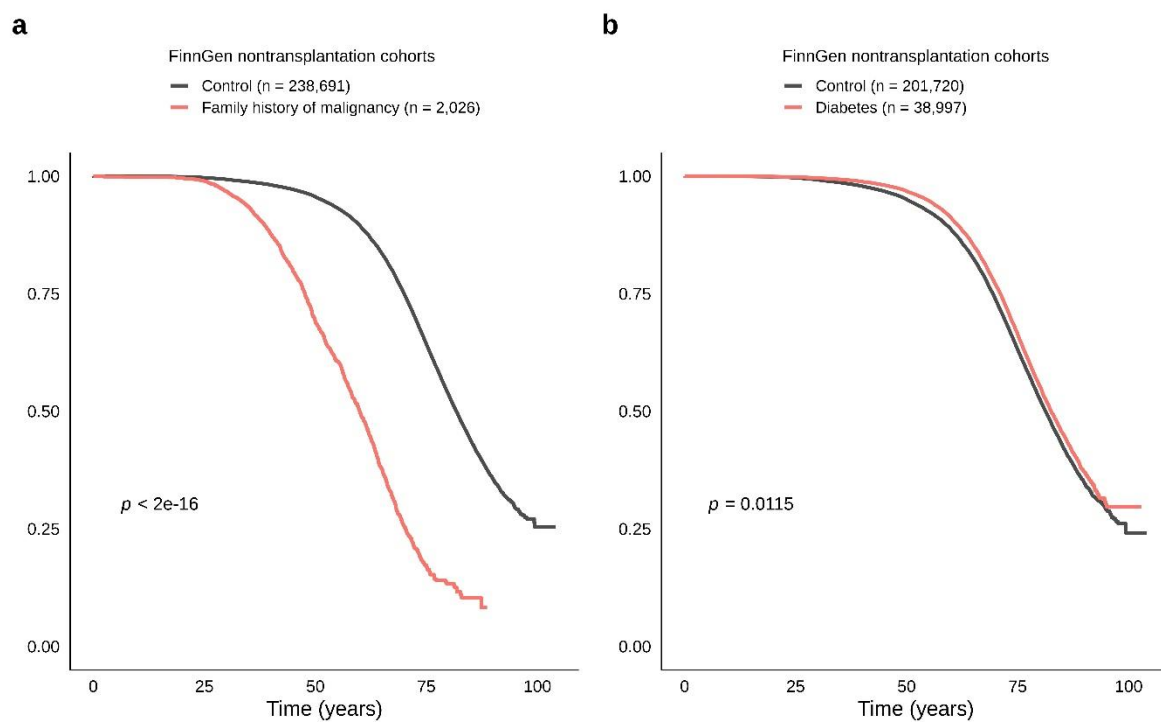 a
FinnGen nontransplantation cohorts
Control (n = 238,691)
Family history of malignancy (n = 2,026)
1.00
0.75
0.50
0.25
0.00
p < 2e-16
0 25 50 75 100
Time (years)
b
FinnGen nontransplantation cohorts
Control (n = 201,720)
Diabetes (n = 38,997)
1.00
0.75
0.50
0.25
0.00
p = 0.0115
0 25 50 75 100
Time (years)